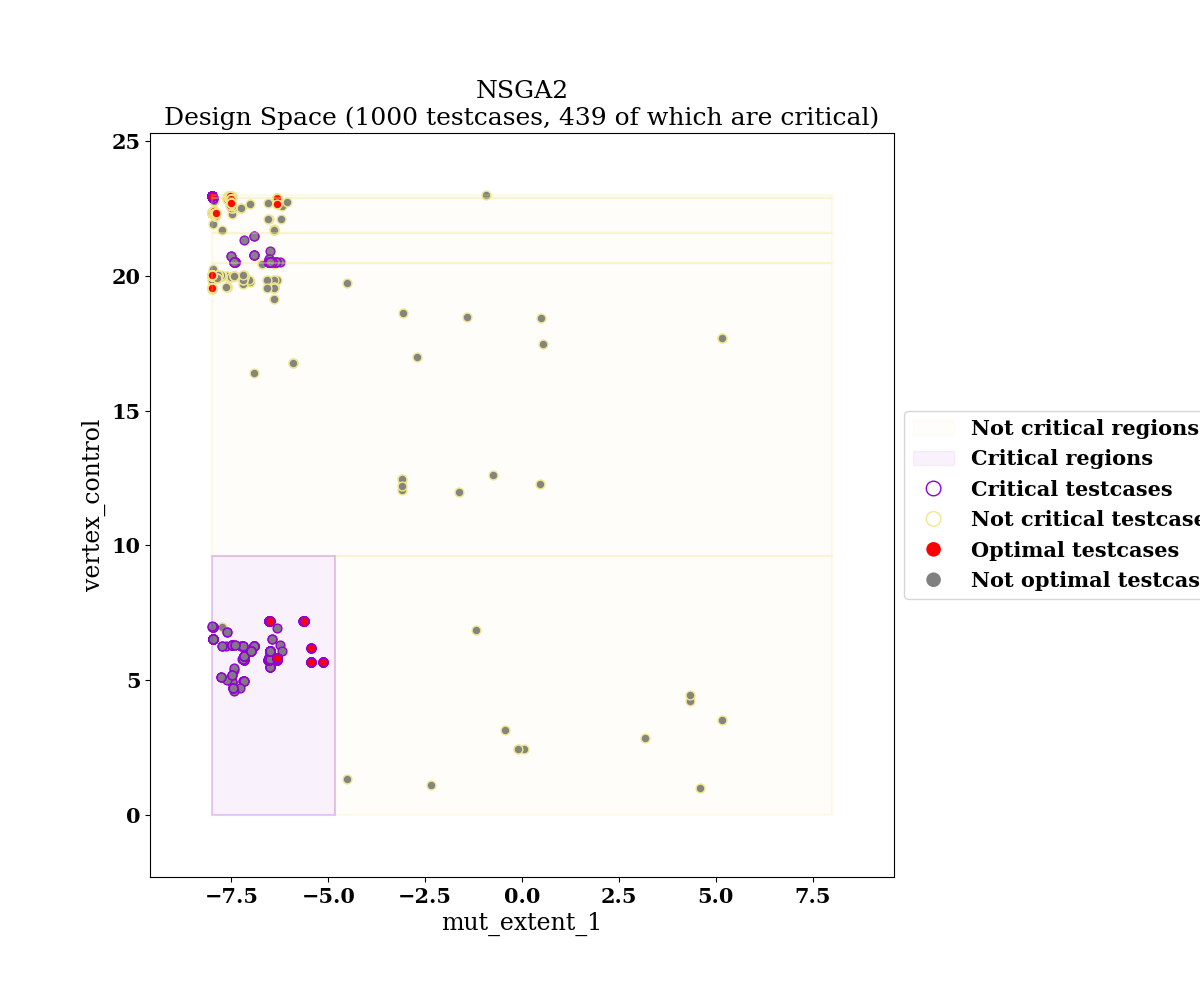 NSGA2
Design Space (1000 testcases, 439 of which are critical)
25
20
15
10
5
0
vertex_control
−7.5 −5.0 −2.5 0.0 2.5 5.0 7.5
mut_extent_1
Not critical regions
Critical regions
Critical testcases
Not critical testcase
Optimal testcases
Not optimal testcas